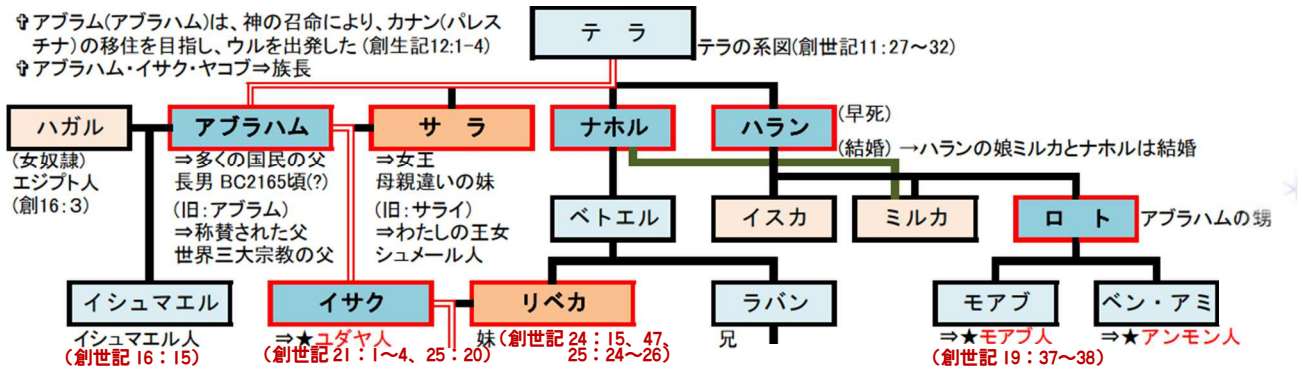 ✞アブラム(アブラハム)は、神の召命により、カナン(パレス
チナ)の移住を目指し、ウルを出発した(創生記12:1-4)
✞アブラハム・イサク・ヤコブ⇒族長
テ ラ
テラの系図(創世記11:27～32)
ハガル
アブラハム
サ ラ
ナホル
ハラン
(早死)
(結婚) →ハランの娘ミルカとナホルは結婚
(女奴隷)
エジプト人
(創16:3)
⇒多くの国民の父
長男 BC2165頃(?)
(旧:アブラム)
⇒称賛された父
世界三大宗教の父
⇒女王
母親違いの妹
(旧:サライ)
⇒わたしの王女
シュメール人
ベトエル
イスカ
ミルカ
ロ ト
アブラハムの甥
イシュマエル
イサク
リベカ
ラバン
モアブ
ベン・アミ
イシュマエル人
(創世記16:15)
⇒★ユダヤ人
(創世記21:1～4、25:20)
妹
(創世記24:15、47、
25:24～26)
兄
⇒★モアブ人
⇒★アンモン人
(創世記19:37～38)